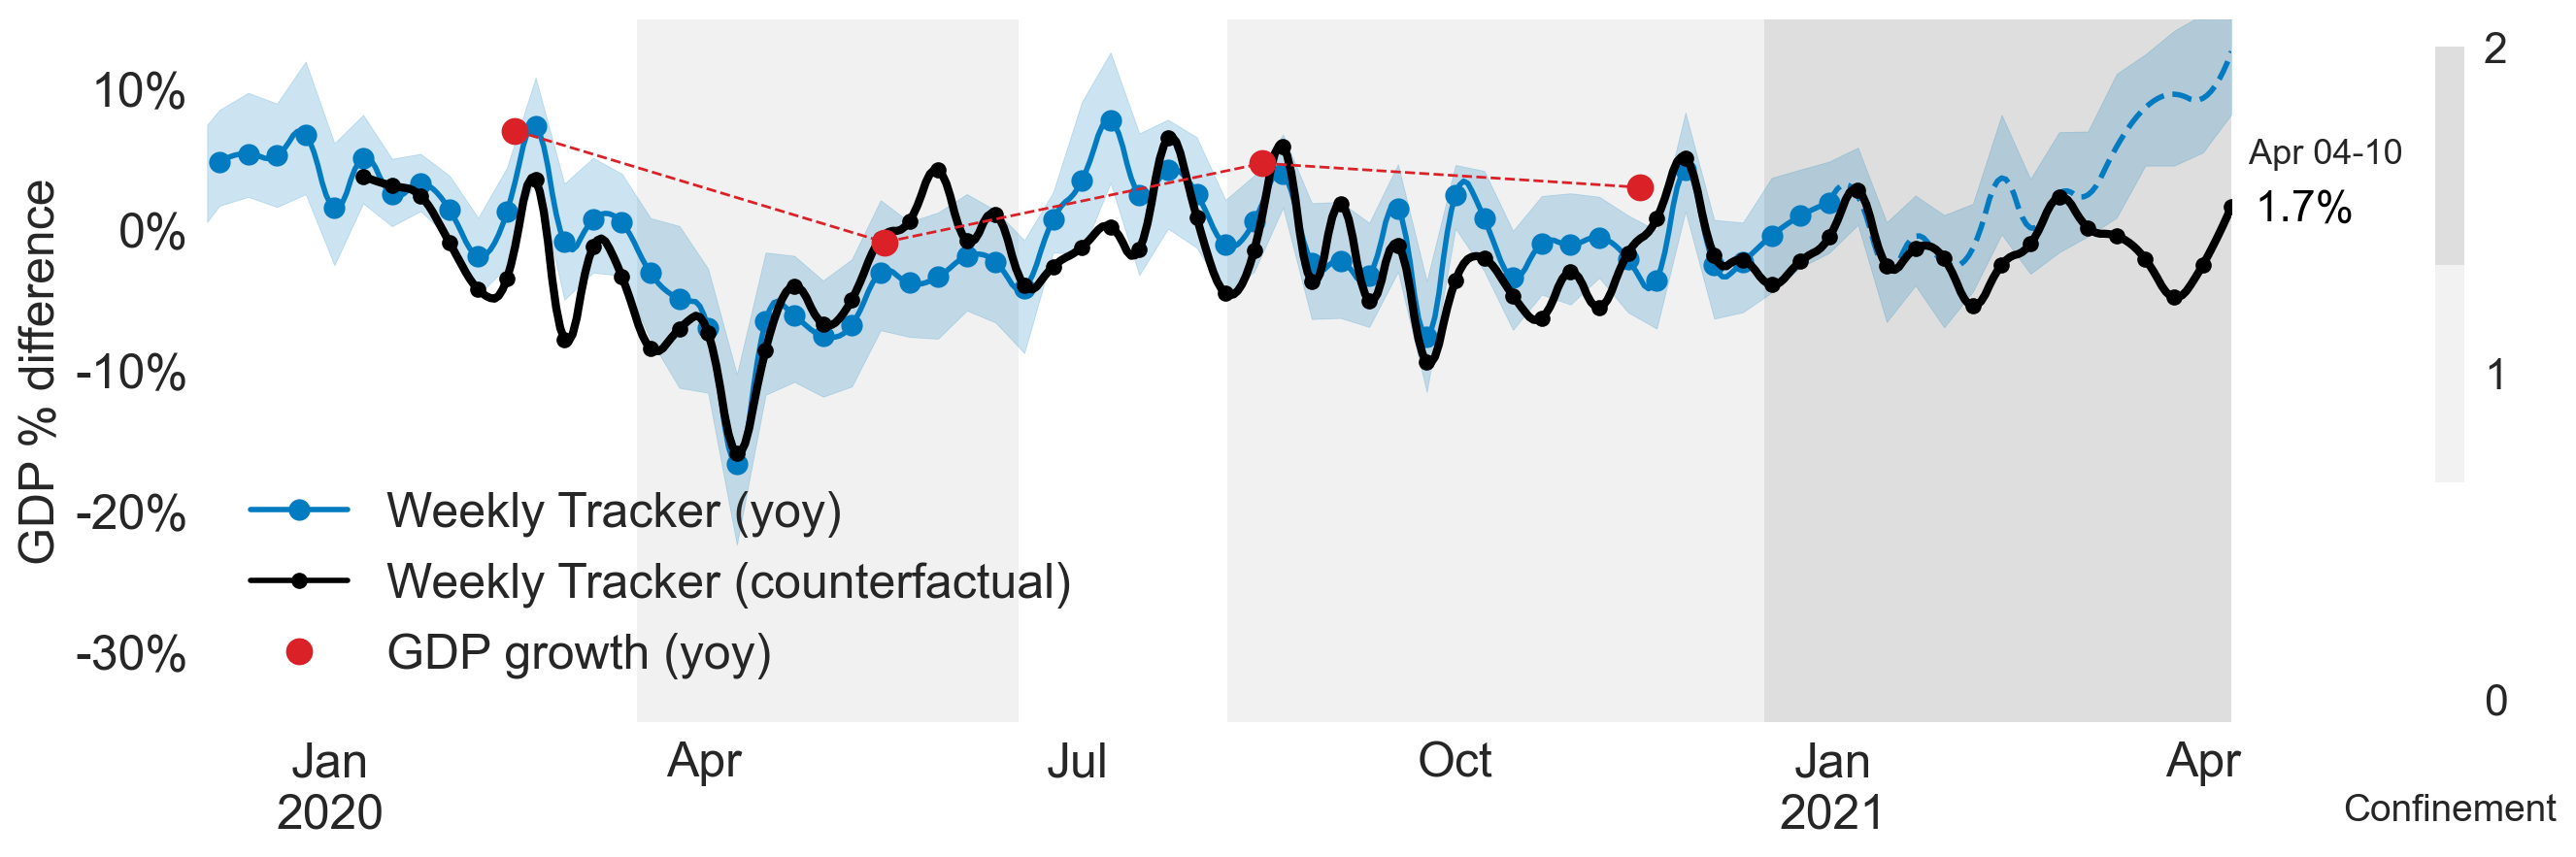 GDP % difference
10%
0%
-10%
-20%
-30%
Weekly Tracker (yoy)
Weekly Tracker (counterfactual)
GDP growth (yoy)
Jan
2020
Apr
Jul
Oct
Jan
2021
Apr
Apr 04-10
1.7%
2
1
0
Confinement